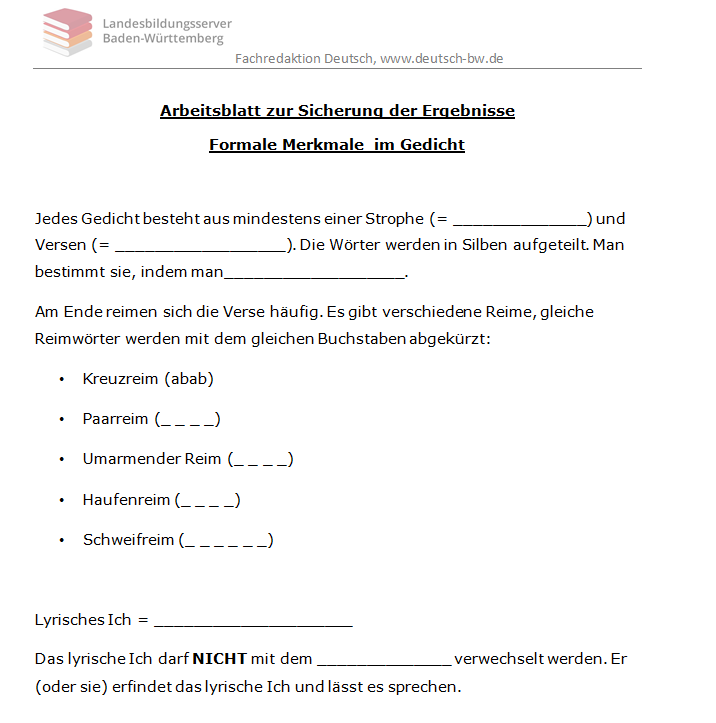 Landesbildungsserver
Baden-Württemberg
Fachredaktion Deutsch, www.deutsch-bw.de
Arbeitsblatt zur Sicherung der Ergebnisse
Formale Merkmale im Gedicht
Jedes Gedicht besteht aus mindestens einer Strophe (= ______________) und
Versen (= __________________). Die Wörter werden in Silben aufgeteilt. Man
bestimmt sie, indem man___________________.
Am Ende reimen sich die Verse häufig. Es gibt verschiedene Reime, gleiche
Reimwörter werden mit dem gleichen Buchstaben abgekürzt:
• Kreuzreim (abab)
• Paarreim (_ _ _ _)
• Umarmender Reim (_ _ _ _)
• Haufenreim (_ _ _ _)
• Schweifreim (_ _ _ _ _ _)
Lyrisches Ich = _____________________
Das lyrische Ich darf NICHT mit dem ______________ verwechselt werden. Er
(oder sie) erfindet das lyrische Ich und lässt es sprechen.